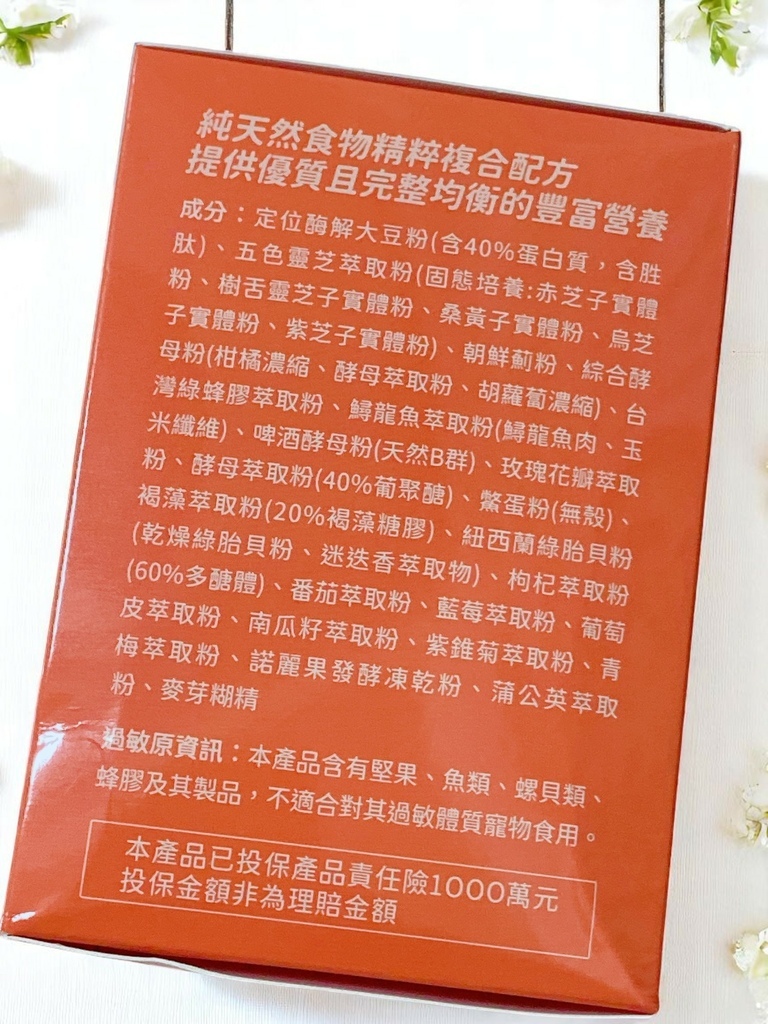 純天然食物精粹複合配方
提供優質且完整均衡的豐富營養
成分：定位酶解大豆粉(含40%蛋白質，含胜
肽)、五色靈芝萃取粉(固態培養:赤芝子實體
粉、樹舌靈芝子實體粉、桑黃子實體粉、烏芝
子實體粉、紫芝子實體粉)、朝鮮薊粉、綜合酵
母粉(柑橘濃縮、酵母萃取粉、胡蘿蔔濃縮)、台
灣綠蜂膠萃取粉、鱘龍魚萃取粉(鱘龍魚肉、玉
米纖維)、啤酒酵母粉(天然B群)、玫瑰花瓣萃取
粉、酵母萃取粉(40%葡聚醣)、鱉蛋粉(無殼)、
褐藻萃取粉(20%褐藻糖膠)、紐西蘭綠胎貝粉
(乾燥綠胎貝粉、迷迭香萃取物)、枸杞萃取粉
(60%多醣體)、番茄萃取粉、藍莓萃取粉、葡萄
皮萃取粉、南瓜籽萃取粉、紫錐菊萃取粉、青
梅萃取粉、諾麗果發酵凍乾粉、蒲公英萃取
粉、麥芽糊精
過敏原資訊：本產品含有堅果、魚類、螺貝類、
蜂膠及其製品，不適合對其過敏體質寵物食用。
本產品已投保產品責任險1000萬元
投保金額非為理賠金額